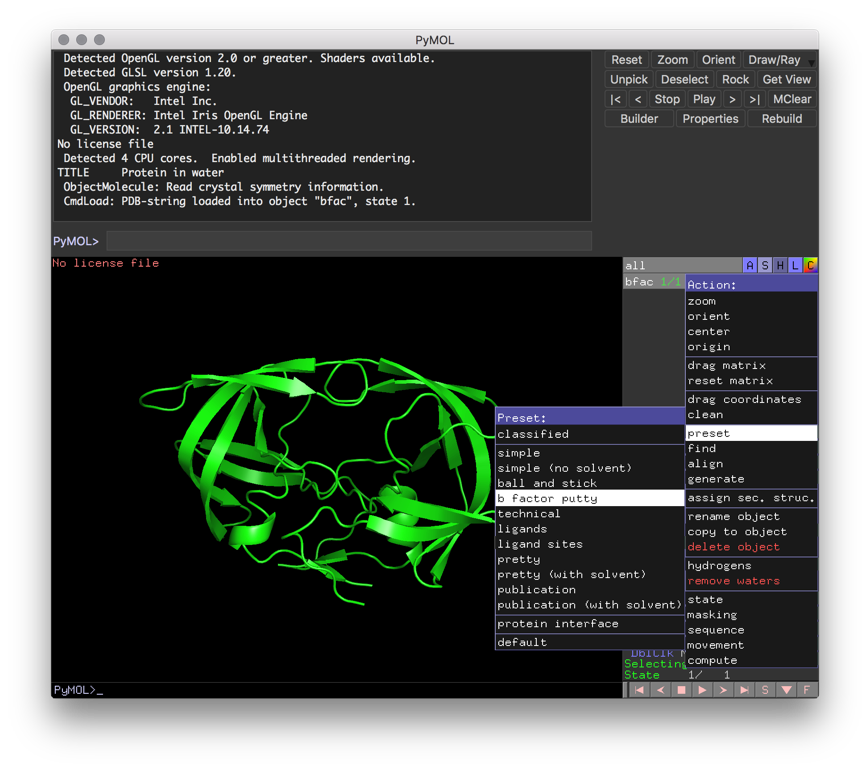 PyMOL
Detected OpenGL version 2.0 or greater. Shaders available.
Detected GLSL version 1.20.
OpenGL graphics engine:
GL_VENDOR: Intel Inc.
GL_RENDERER: Intel Iris OpenGL Engine
GL_VERSION: 2.1 INTEL-10.14.74
No license file
Detected 4 CPU cores. Enabled multithreaded rendering.
TITLE Protein in water
ObjectMolecule: Read crystal symmetry information.
CmdLoad: PDB-string loaded into object "bfac", state 1.
PyMOL>
Reset Zoom Orient Draw/Ray
Unpick Deselect Rock Get View
|< < Stop Play > >| MClear
Builder Properties Rebuild
No license file
all A S H L C
bfac 1/1
Action:
zoom
orient
center
origin
drag matrix
reset matrix
drag coordinates
clean
preset
find
align
generate
assign sec. struc.
rename object
copy to object
delete object
hydrogens
remove waters
state
masking
sequence
movement
compute
Preset:
classified
simple
simple (no solvent)
ball and stick
b factor putty
technical
ligands
ligand sites
pretty
pretty (with solvent)
publication
publication (with solvent)
protein interface
default
DblClk
Selecting
State 1/ 1
PyMOL>_
S F